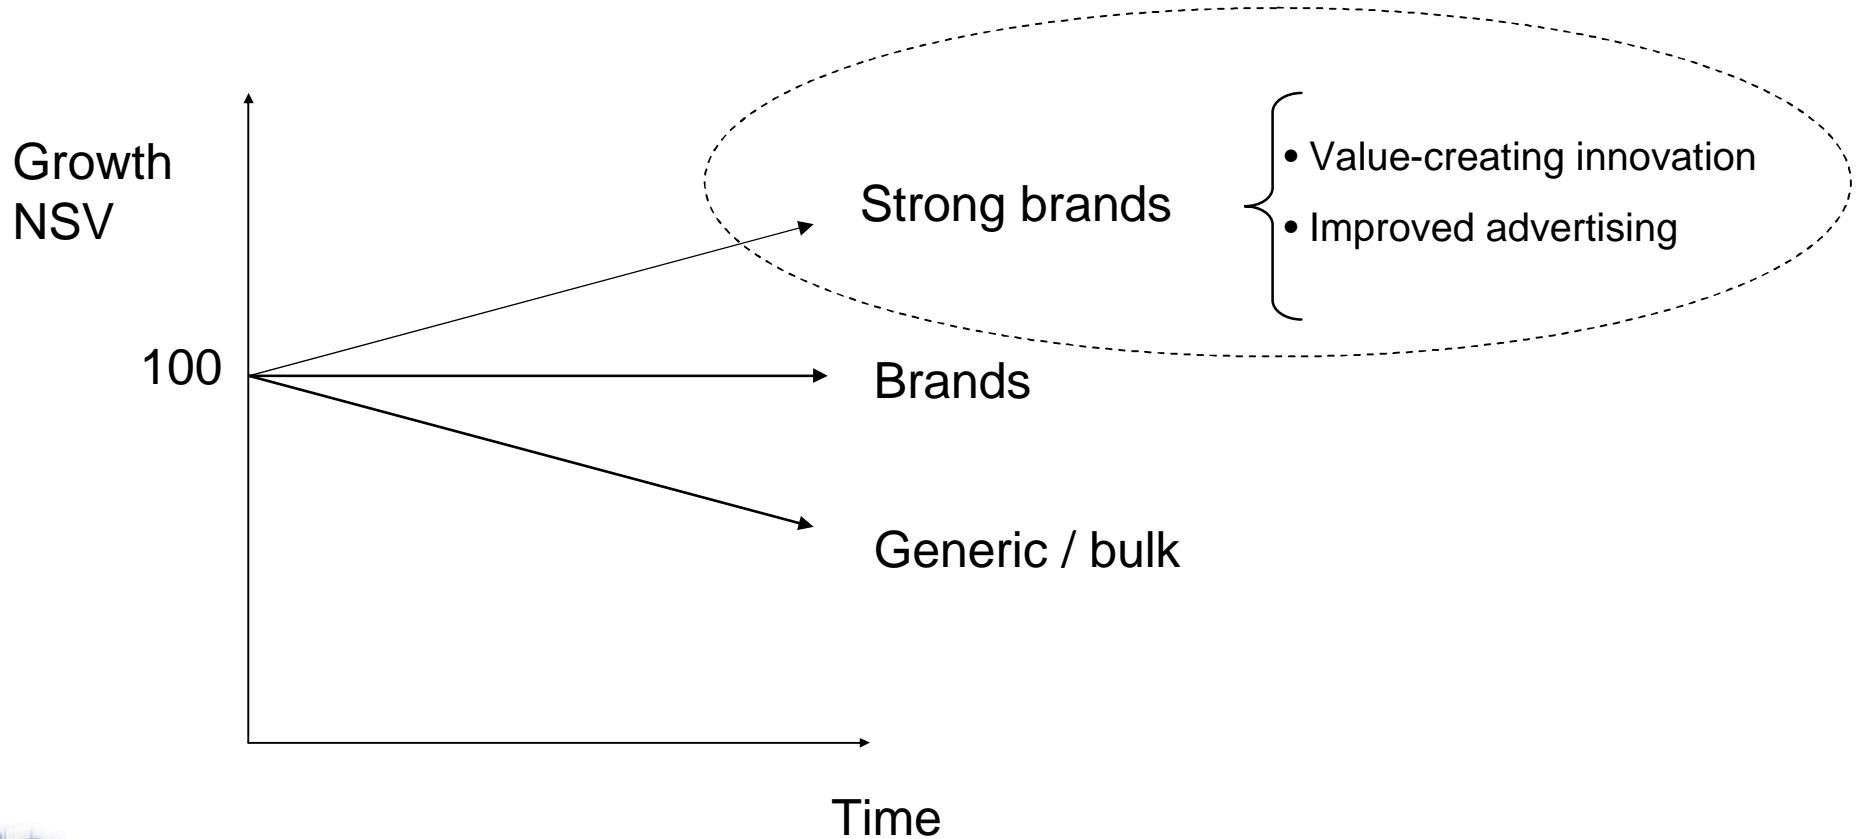 Growth
NSV
Strong brands
• Value-creating innovation
• Improved advertising
100
Brands
Generic / bulk
Time